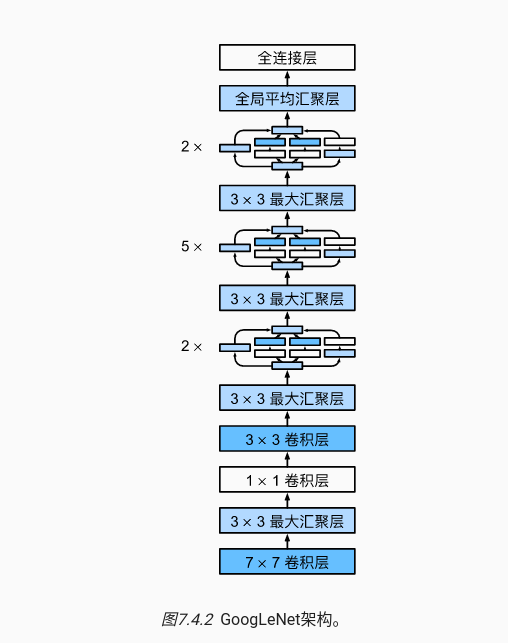 全连接层
全局平均汇聚层
2 ×
3 × 3 最大汇聚层
5 ×
3 × 3 最大汇聚层
2 ×
3 × 3 最大汇聚层
3 × 3 卷积层
1 × 1 卷积层
3 × 3 最大汇聚层
7 × 7 卷积层
图7.4.2 GoogLeNet架构。